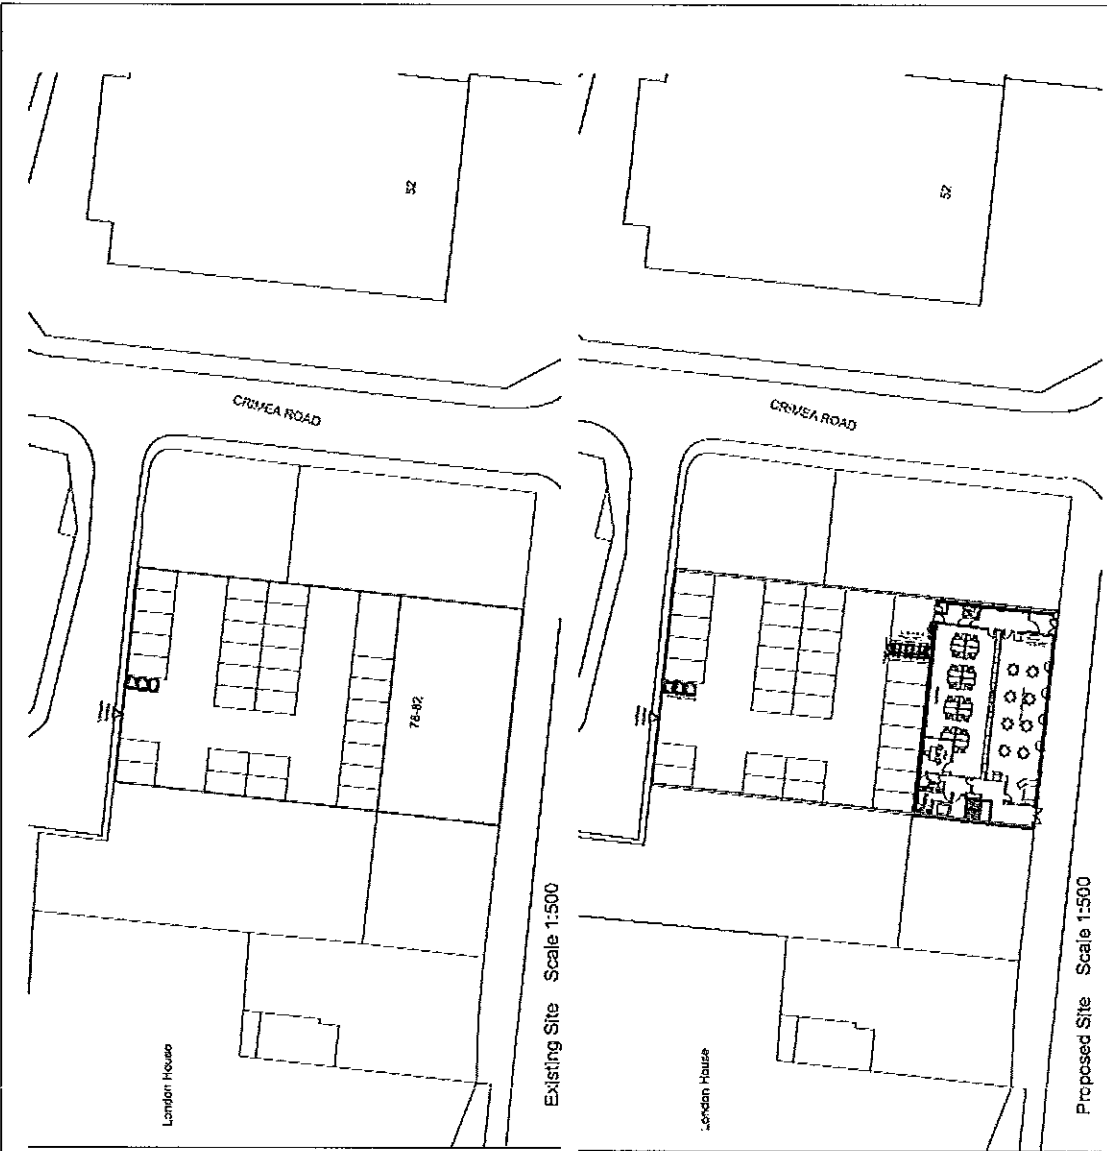 52
CRIMEA ROAD
78-82
London House
Existing Site Scale 1:500
52
CRIMEA ROAD
London House
Proposed Site Scale 1:500